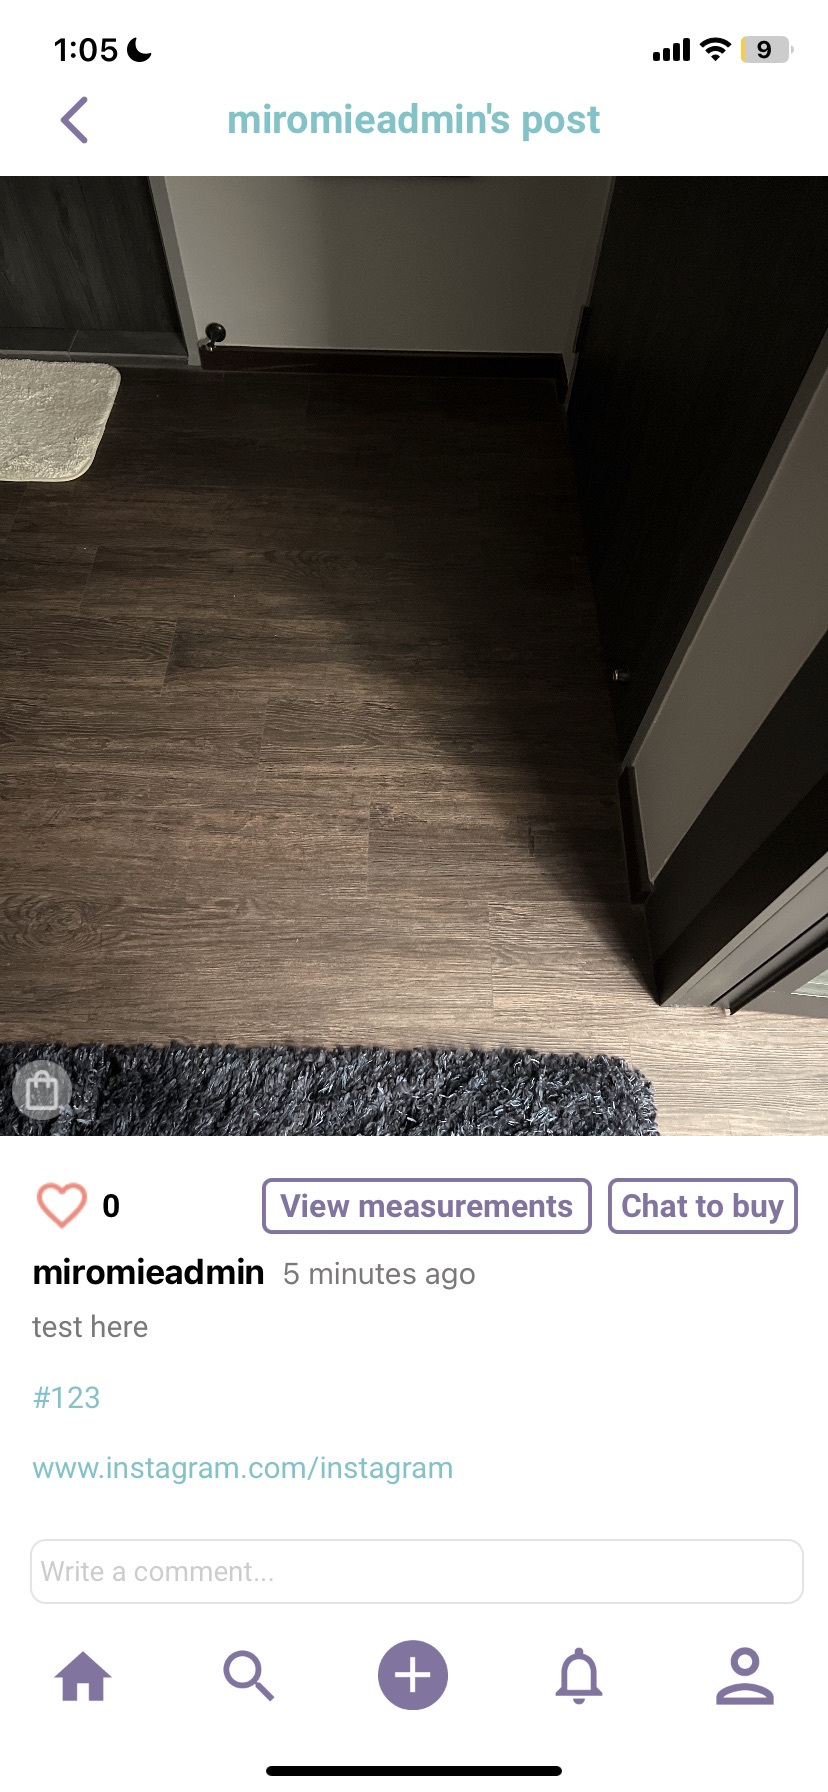 1:05
9
miromieadmin's post
0
View measurements
Chat to buy
miromieadmin 5 minutes ago
test here
#123
www.instagram.com/instagram
Write a comment...